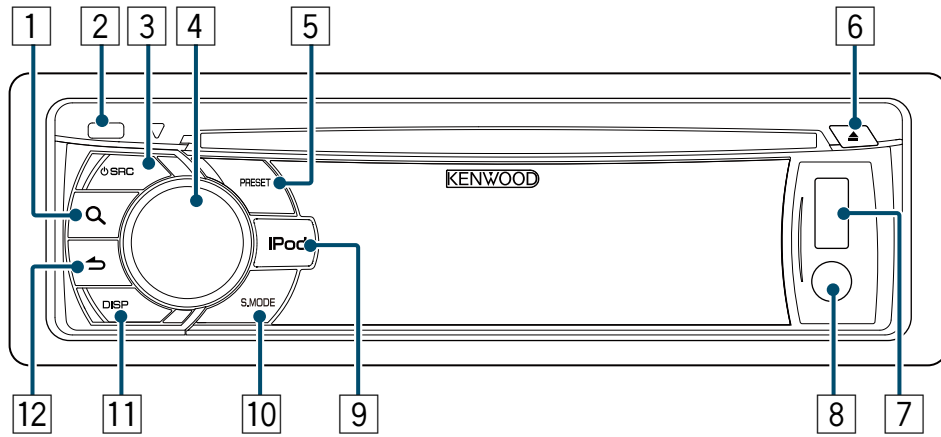 1 2 3 4 5 6
SRC
PRESET
KENWOOD
iPod
DISP
S.MODE
12 11 10 9 8 7